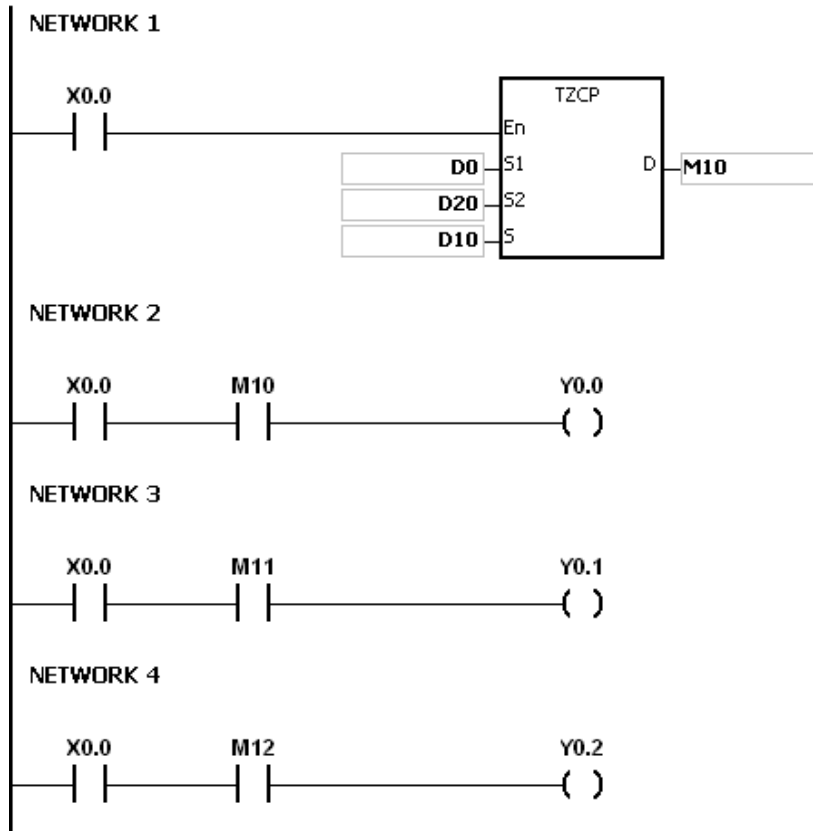 NETWORK 1
X0.0
TZCP
En
D0 S1 D M10
D20 S2
D10 S
NETWORK 2
X0.0 M10 Y0.0
NETWORK 3
X0.0 M11 Y0.1
NETWORK 4
X0.0 M12 Y0.2